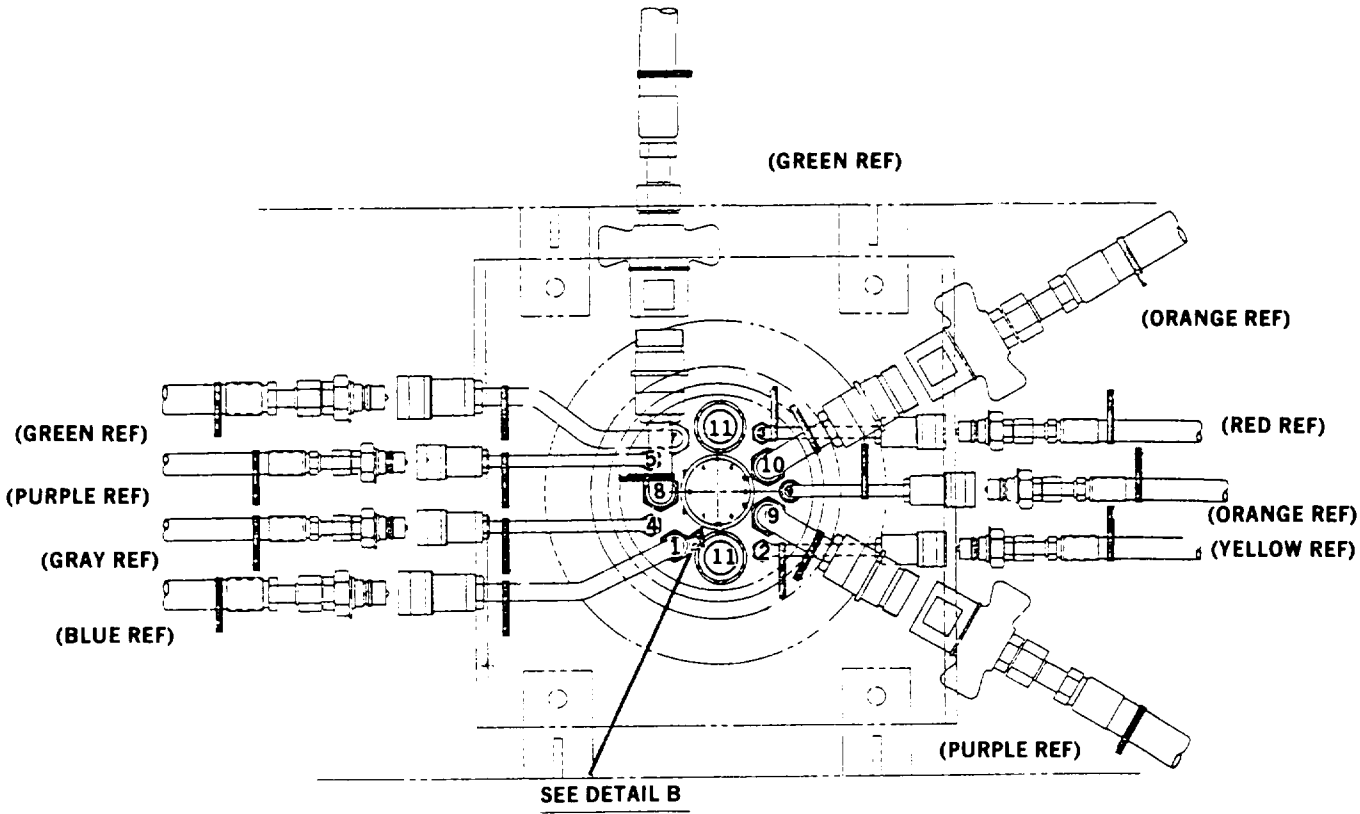 (GREEN REF)
(ORANGE REF)
(GREEN REF)
(RED REF)
11
7
5
10
(PURPLE REF)
8
3
(ORANGE REF)
9
4
(GRAY REF)
(YELLOW REF)
1
11
2
(BLUE REF)
(PURPLE REF)
SEE DETAIL B